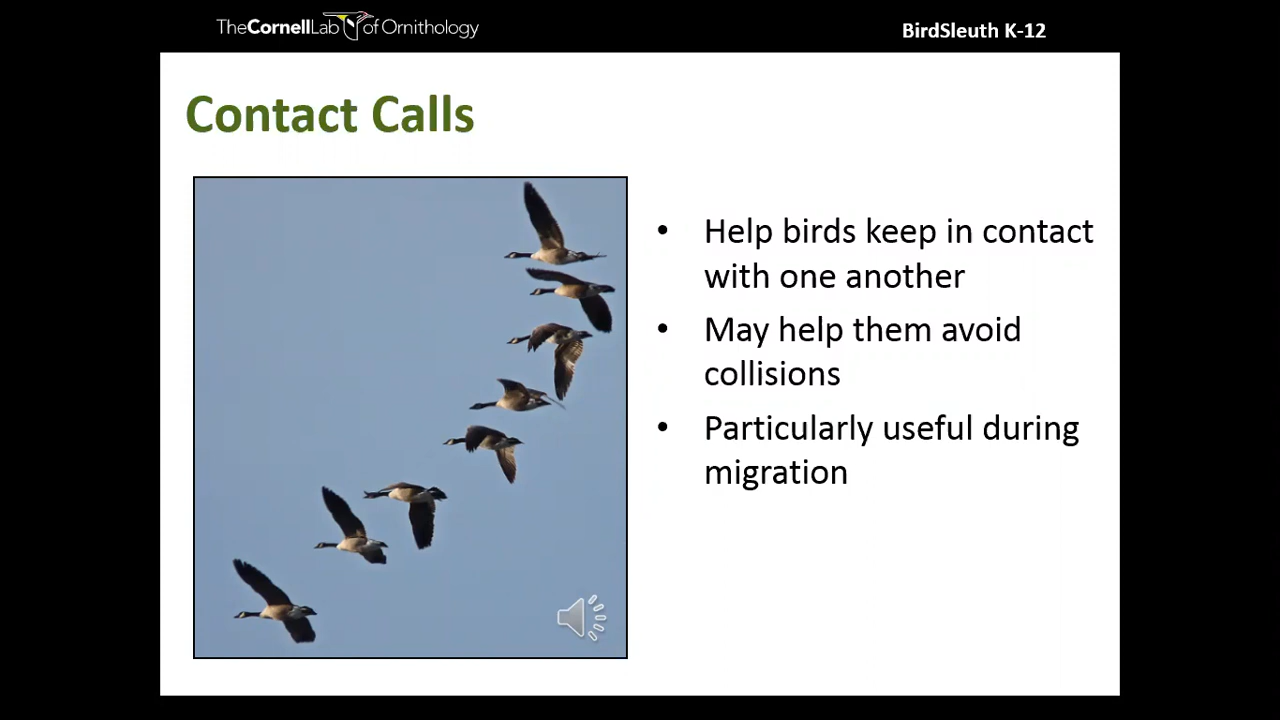 TheCornellLab of Ornithology
BirdSleuth K-12
Contact Calls
• Help birds keep in contact
with one another
• May help them avoid
collisions
• Particularly useful during
migration